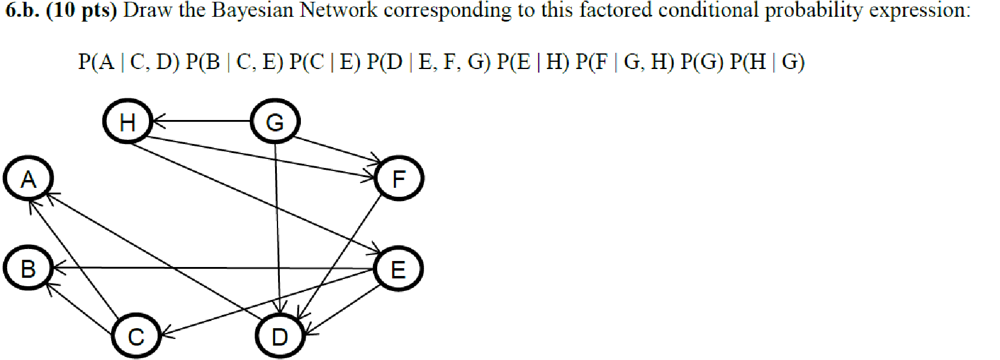 6.b. (10 pts) Draw the Bayesian Network corresponding to this factored conditional probability expression:
P(A | C, D) P(B | C, E) P(C | E) P(D | E, F, G) P(E | H) P(F | G, H) P(G) P(H | G)
H G
A F
B E
C D